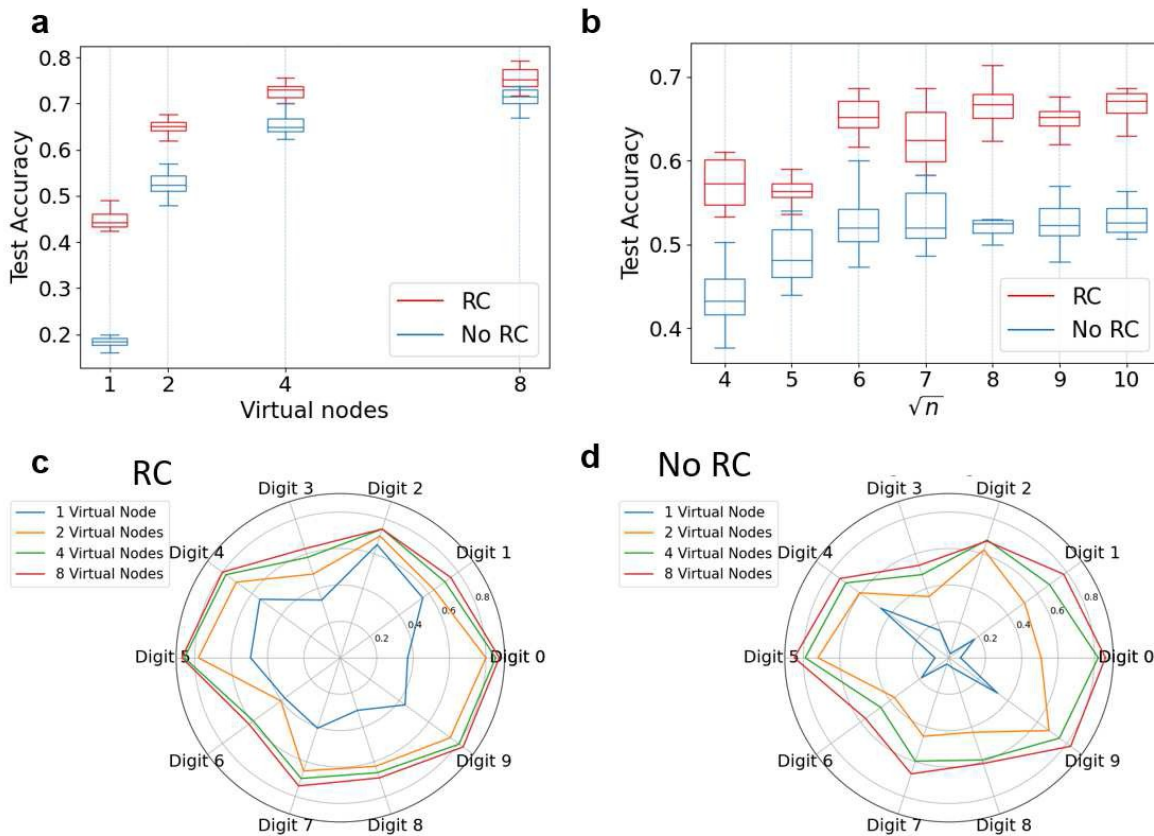 a
0.8
0.7
0.6
0.5
0.4
0.3
0.2
Test Accuracy
RC
No RC
1 2 4 8
Virtual nodes
b
0.7
0.6
0.5
0.4
Test Accuracy
RC
No RC
4 5 6 7 8 9 10
√n
c
RC
1 Virtual Node
2 Virtual Nodes
4 Virtual Nodes
8 Virtual Nodes
Digit 3
Digit 2
Digit 4
Digit 1
0.2
0.4
0.6
0.8
Digit 5
Digit 0
Digit 6
Digit 9
Digit 7
Digit 8
d
No RC
1 Virtual Node
2 Virtual Nodes
4 Virtual Nodes
8 Virtual Nodes
Digit 3
Digit 2
Digit 4
Digit 1
0.2
0.4
0.6
0.8
Digit 5
Digit 0
Digit 6
Digit 9
Digit 7
Digit 8